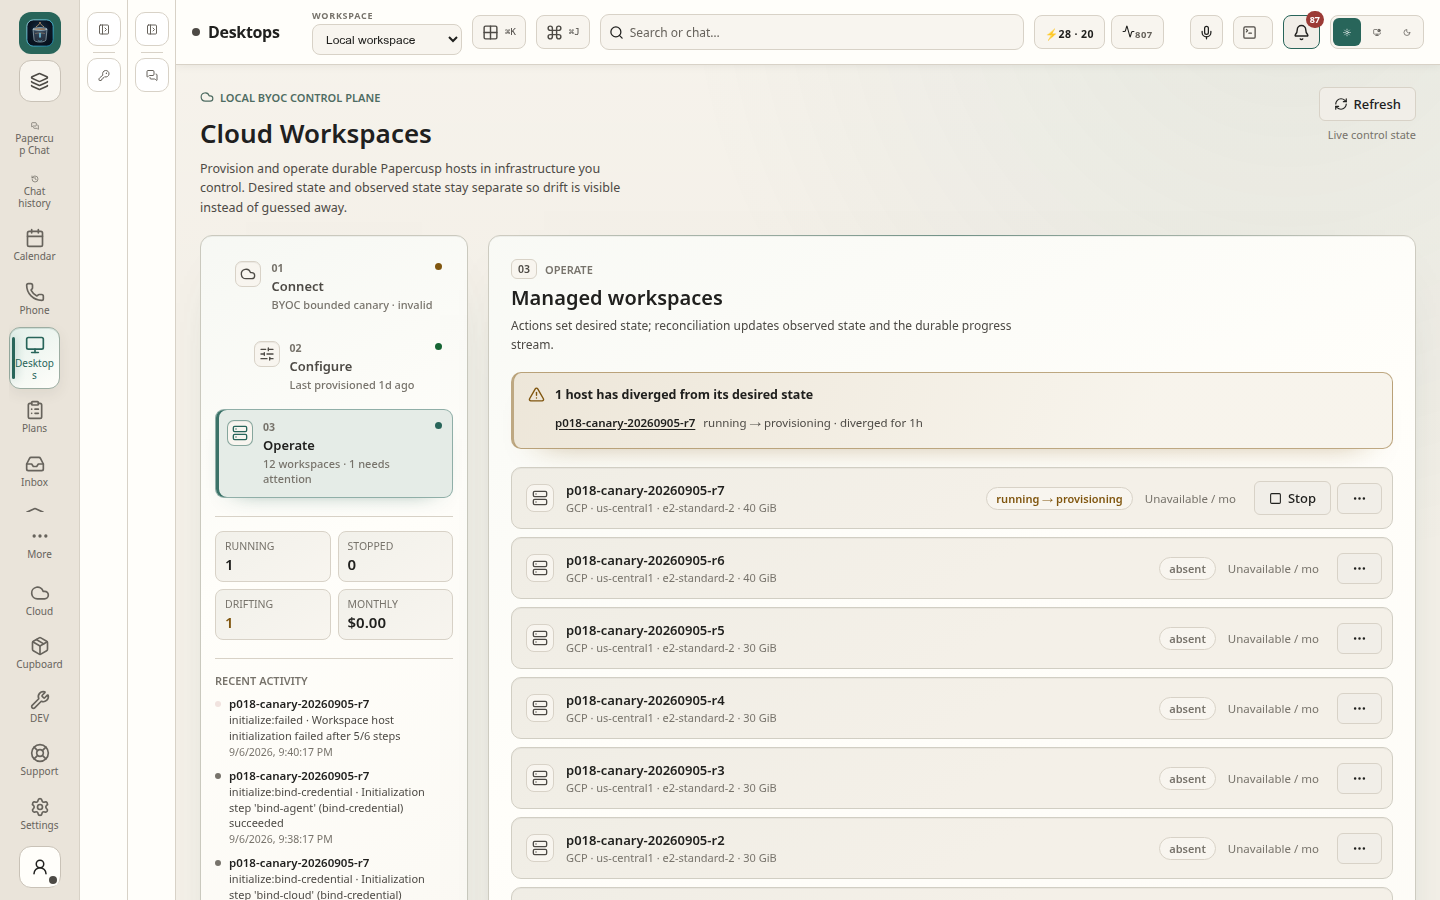 Papercu
p Chat
Chat
history
Calendar
Phone
Desktop
s
Plans
Inbox
More
Cloud
Cupboard
DEV
Support
Settings
Desktops
WORKSPACE
Local workspace
⌘K
⌘J
Search or chat...
⚡28 · 20
807
87
LOCAL BYOC CONTROL PLANE
Cloud Workspaces
Provision and operate durable Papercusp hosts in infrastructure you
control. Desired state and observed state stay separate so drift is visible
instead of guessed away.
Refresh
Live control state
01
Connect
BYOC bounded canary · invalid
02
Configure
Last provisioned 1d ago
03
Operate
12 workspaces · 1 needs
attention
RUNNING
1
STOPPED
0
DRIFTING
1
MONTHLY
$0.00
RECENT ACTIVITY
p018-canary-20260905-r7
initialize:failed · Workspace host
initialization failed after 5/6 steps
9/6/2026, 9:40:17 PM
p018-canary-20260905-r7
initialize:bind-credential · Initialization
step 'bind-agent' (bind-credential)
succeeded
9/6/2026, 9:38:17 PM
p018-canary-20260905-r7
initialize:bind-credential · Initialization
step 'bind-cloud' (bind-credential)
03 OPERATE
Managed workspaces
Actions set desired state; reconciliation updates observed state and the durable progress
stream.
1 host has diverged from its desired state
p018-canary-20260905-r7 running → provisioning · diverged for 1h
p018-canary-20260905-r7
GCP · us-central1 · e2-standard-2 · 40 GiB
running → provisioning
Unavailable / mo
Stop
p018-canary-20260905-r6
GCP · us-central1 · e2-standard-2 · 40 GiB
absent
Unavailable / mo
p018-canary-20260905-r5
GCP · us-central1 · e2-standard-2 · 30 GiB
absent
Unavailable / mo
p018-canary-20260905-r4
GCP · us-central1 · e2-standard-2 · 30 GiB
absent
Unavailable / mo
p018-canary-20260905-r3
GCP · us-central1 · e2-standard-2 · 30 GiB
absent
Unavailable / mo
p018-canary-20260905-r2
GCP · us-central1 · e2-standard-2 · 30 GiB
absent
Unavailable / mo